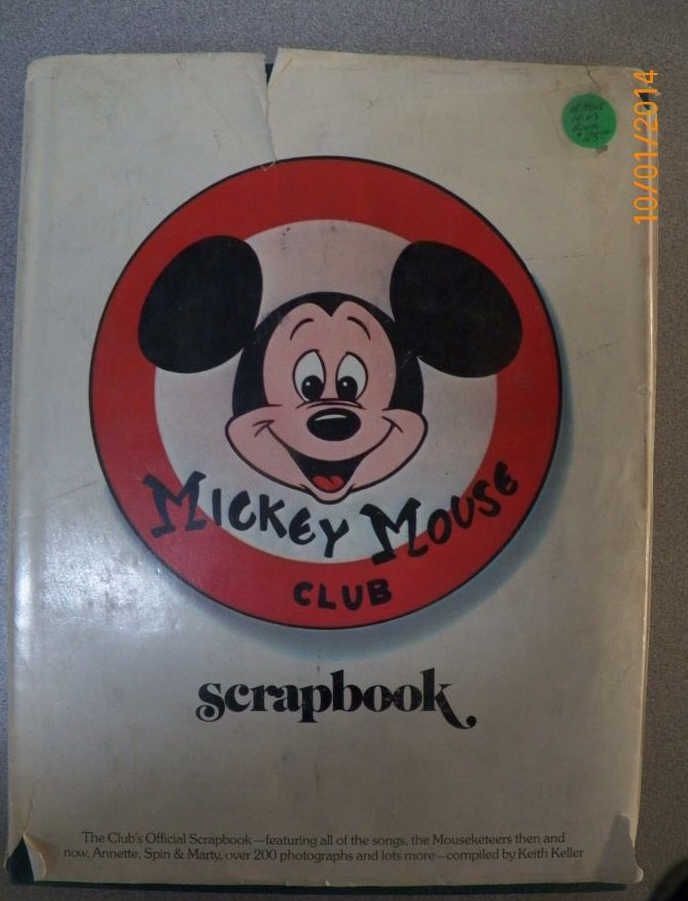 10/01/2014
MICKEY MOUSE
CLUB
scrapbook
The Club's Official Scrapbook—featuring all of the songs, the Mouseketeers then and
now, Annette, Spin & Marty, over 200 photographs and lots more—compiled by Keith Keller